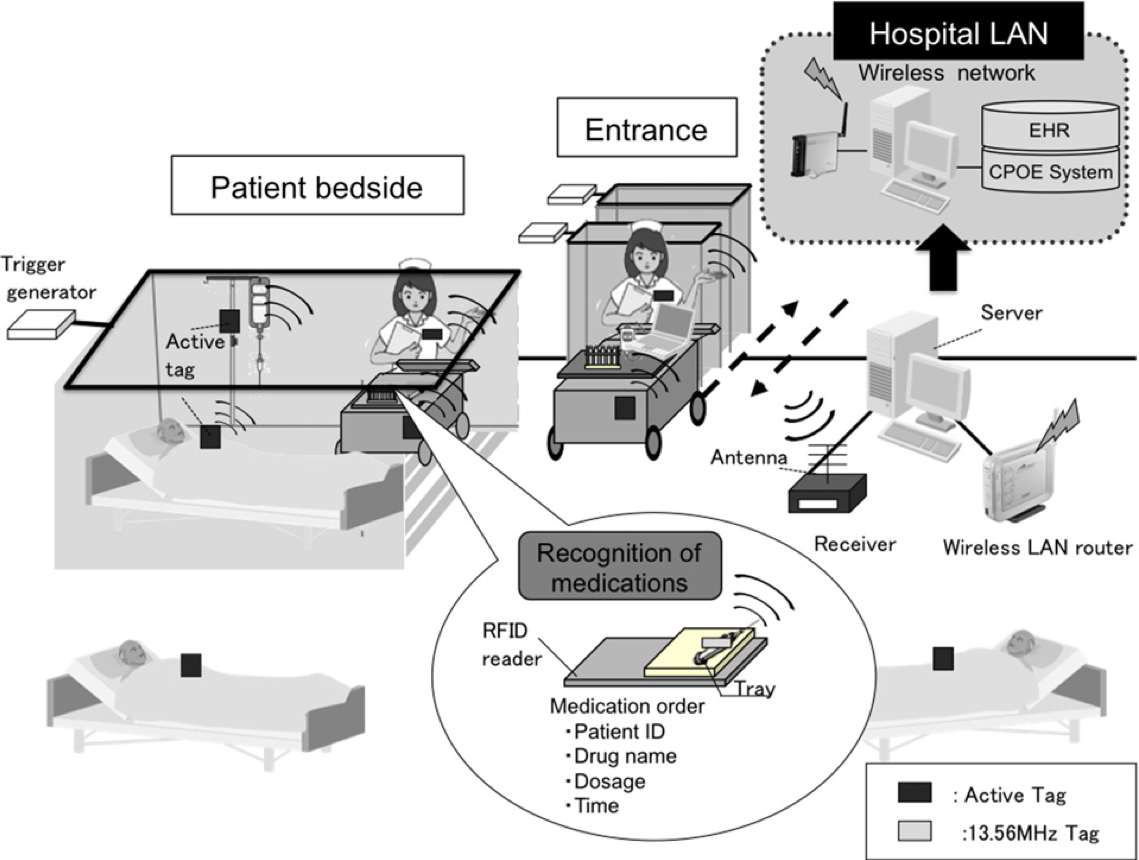 Hospital LAN
Wireless network
EHR
CPOE System
Entrance
Patient bedside
Trigger
generator
Active
tag
Server
Antenna
Receiver
Wireless LAN router
Recognition of
medications
RFID
reader
Tray
Medication order
・Patient ID
・Drug name
・Dosage
・Time
: Active Tag
:13.56MHz Tag